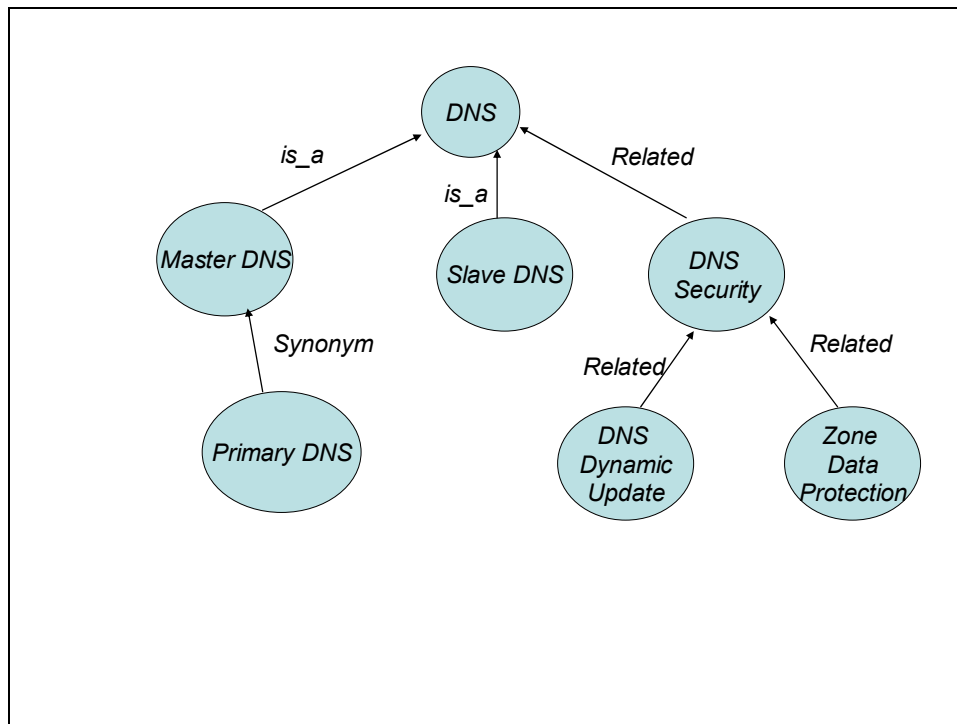 DNS
is_a
Related
is_a
Master DNS
Slave DNS
DNS
Security
Synonym
Related
Related
Primary DNS
DNS
Dynamic
Update
Zone
Data
Protection